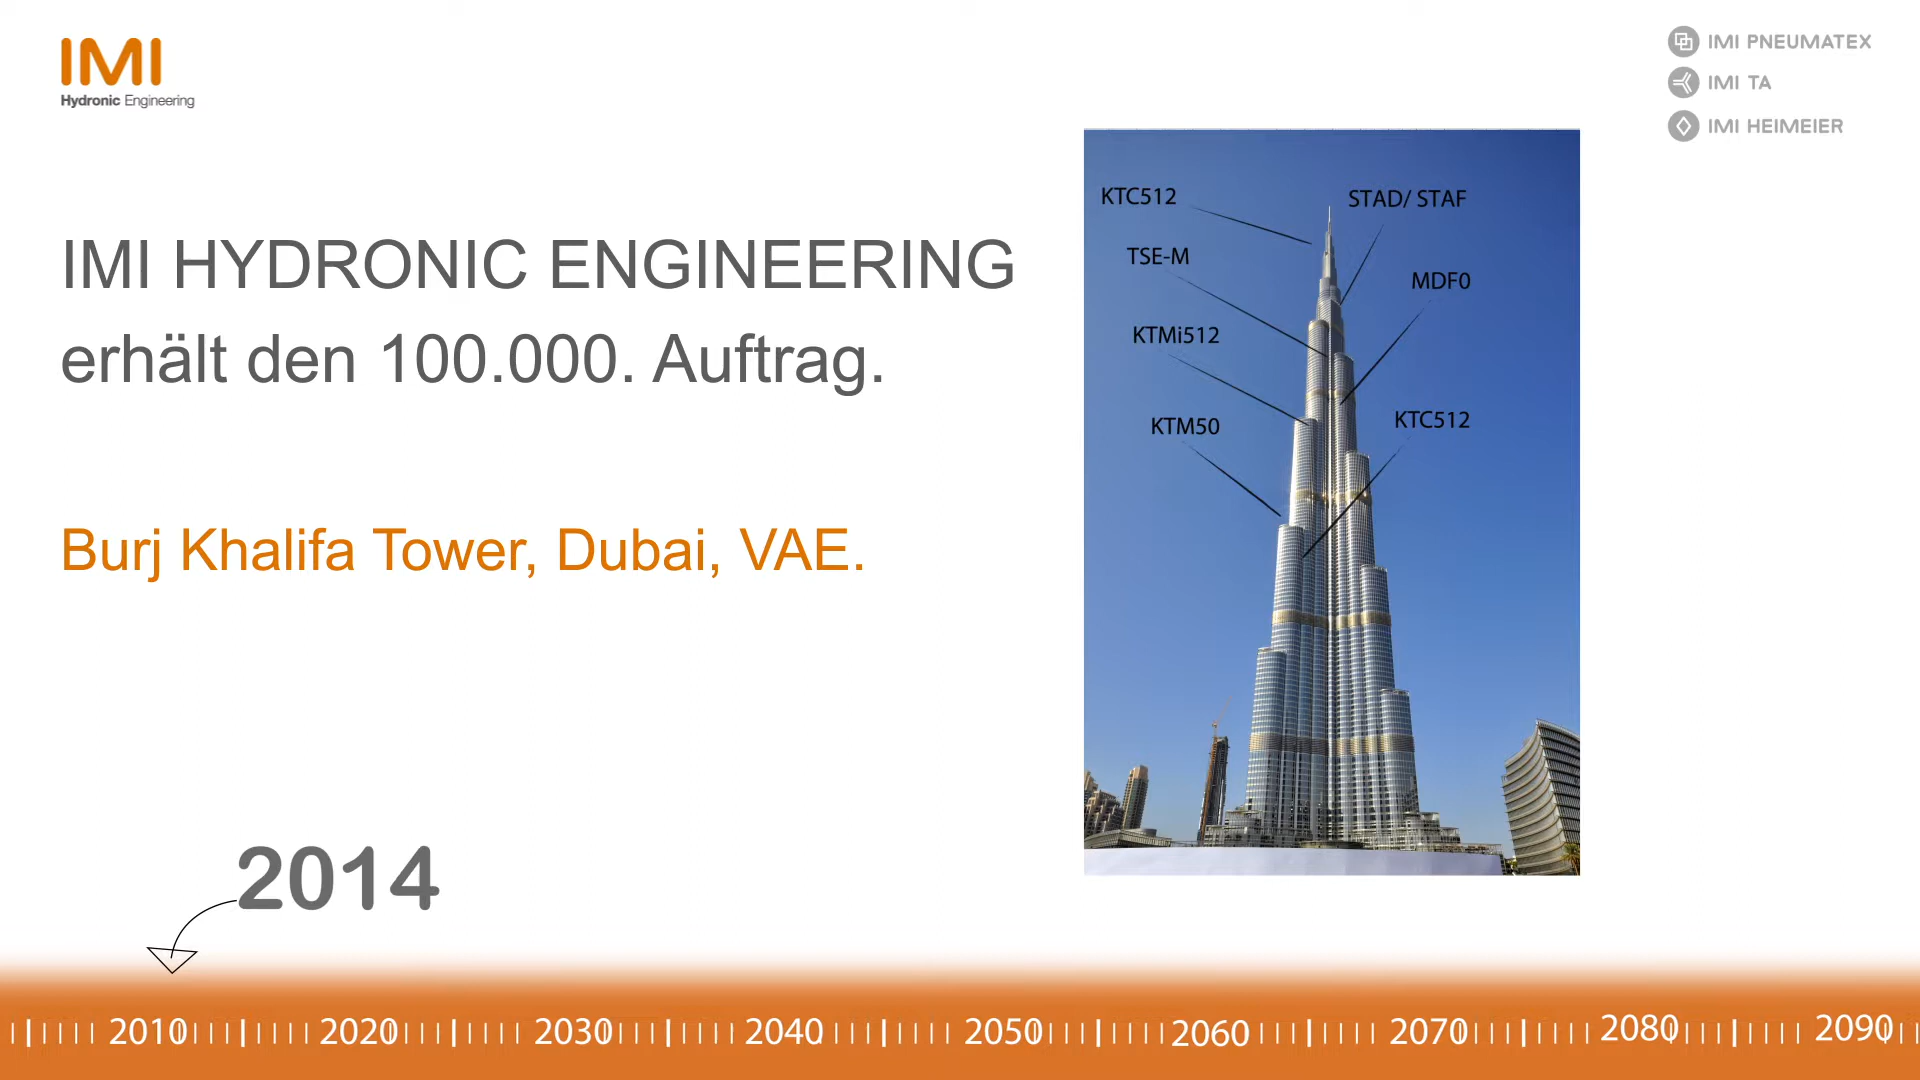 IMI
Hydronic Engineering
IMI PNEUMATEX
IMI TA
IMI HEIMEIER
IMI HYDRONIC ENGINEERING
erhält den 100.000. Auftrag.
Burj Khalifa Tower, Dubai, VAE.
KTC512
STAD/ STAF
TSE-M
MDF0
KTMi512
KTM50
KTC512
2014
2010 2020 2030 2040 2050 2060 2070 2080 2090